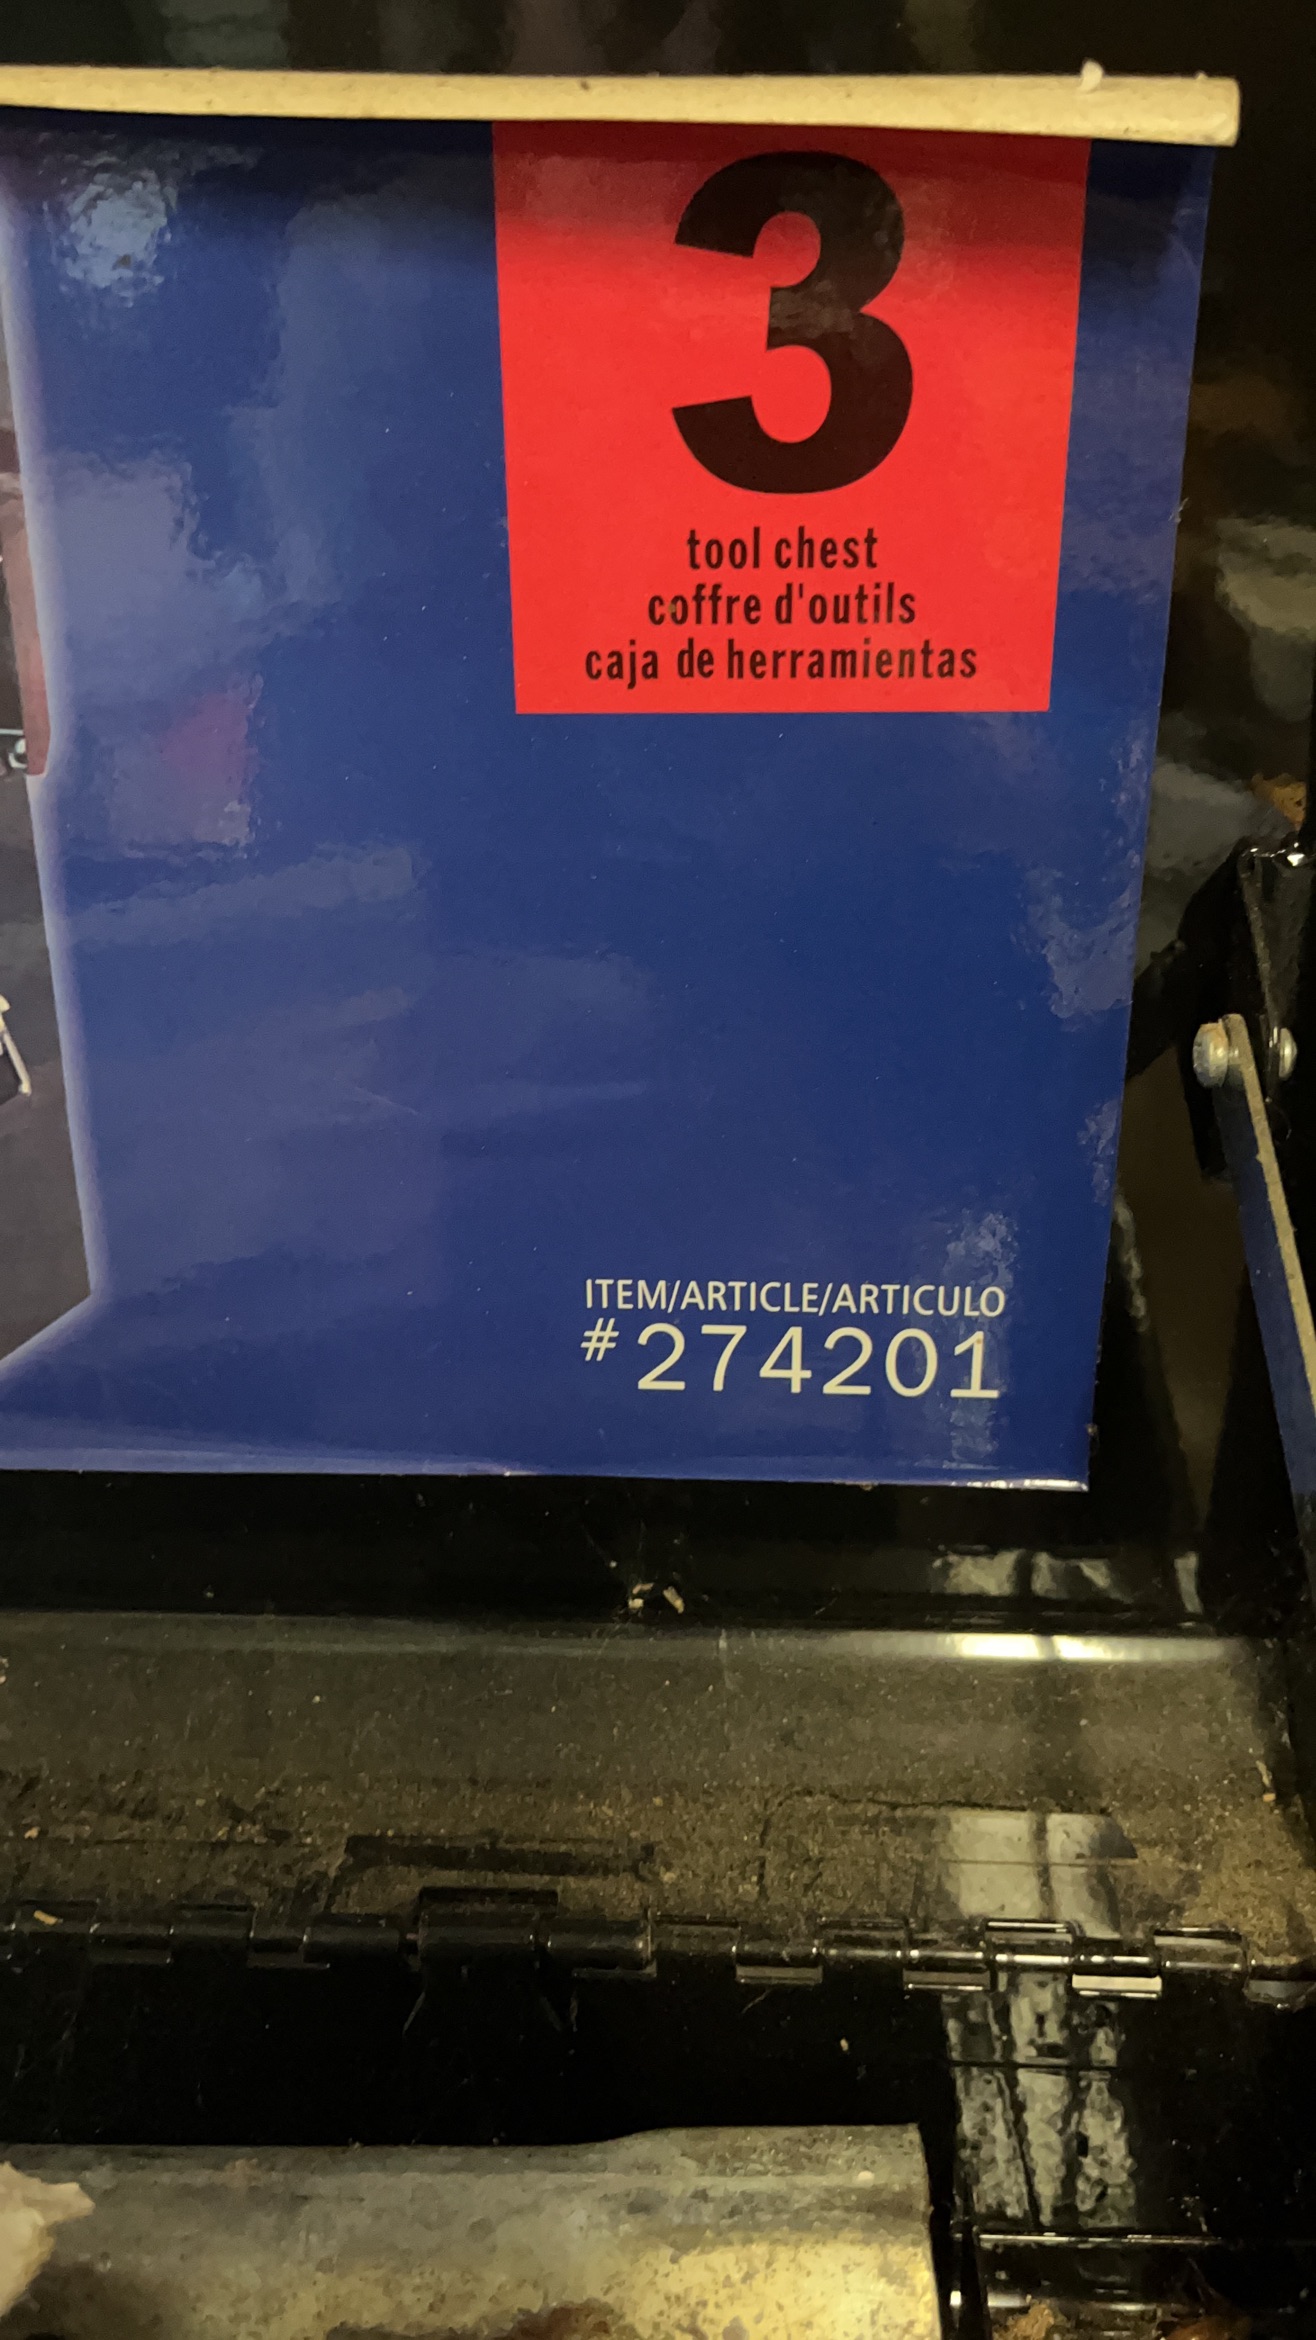 3
tool chest
coffre d'outils
caja de herramientas
ITEM/ARTICLE/ARTICULO
#274201